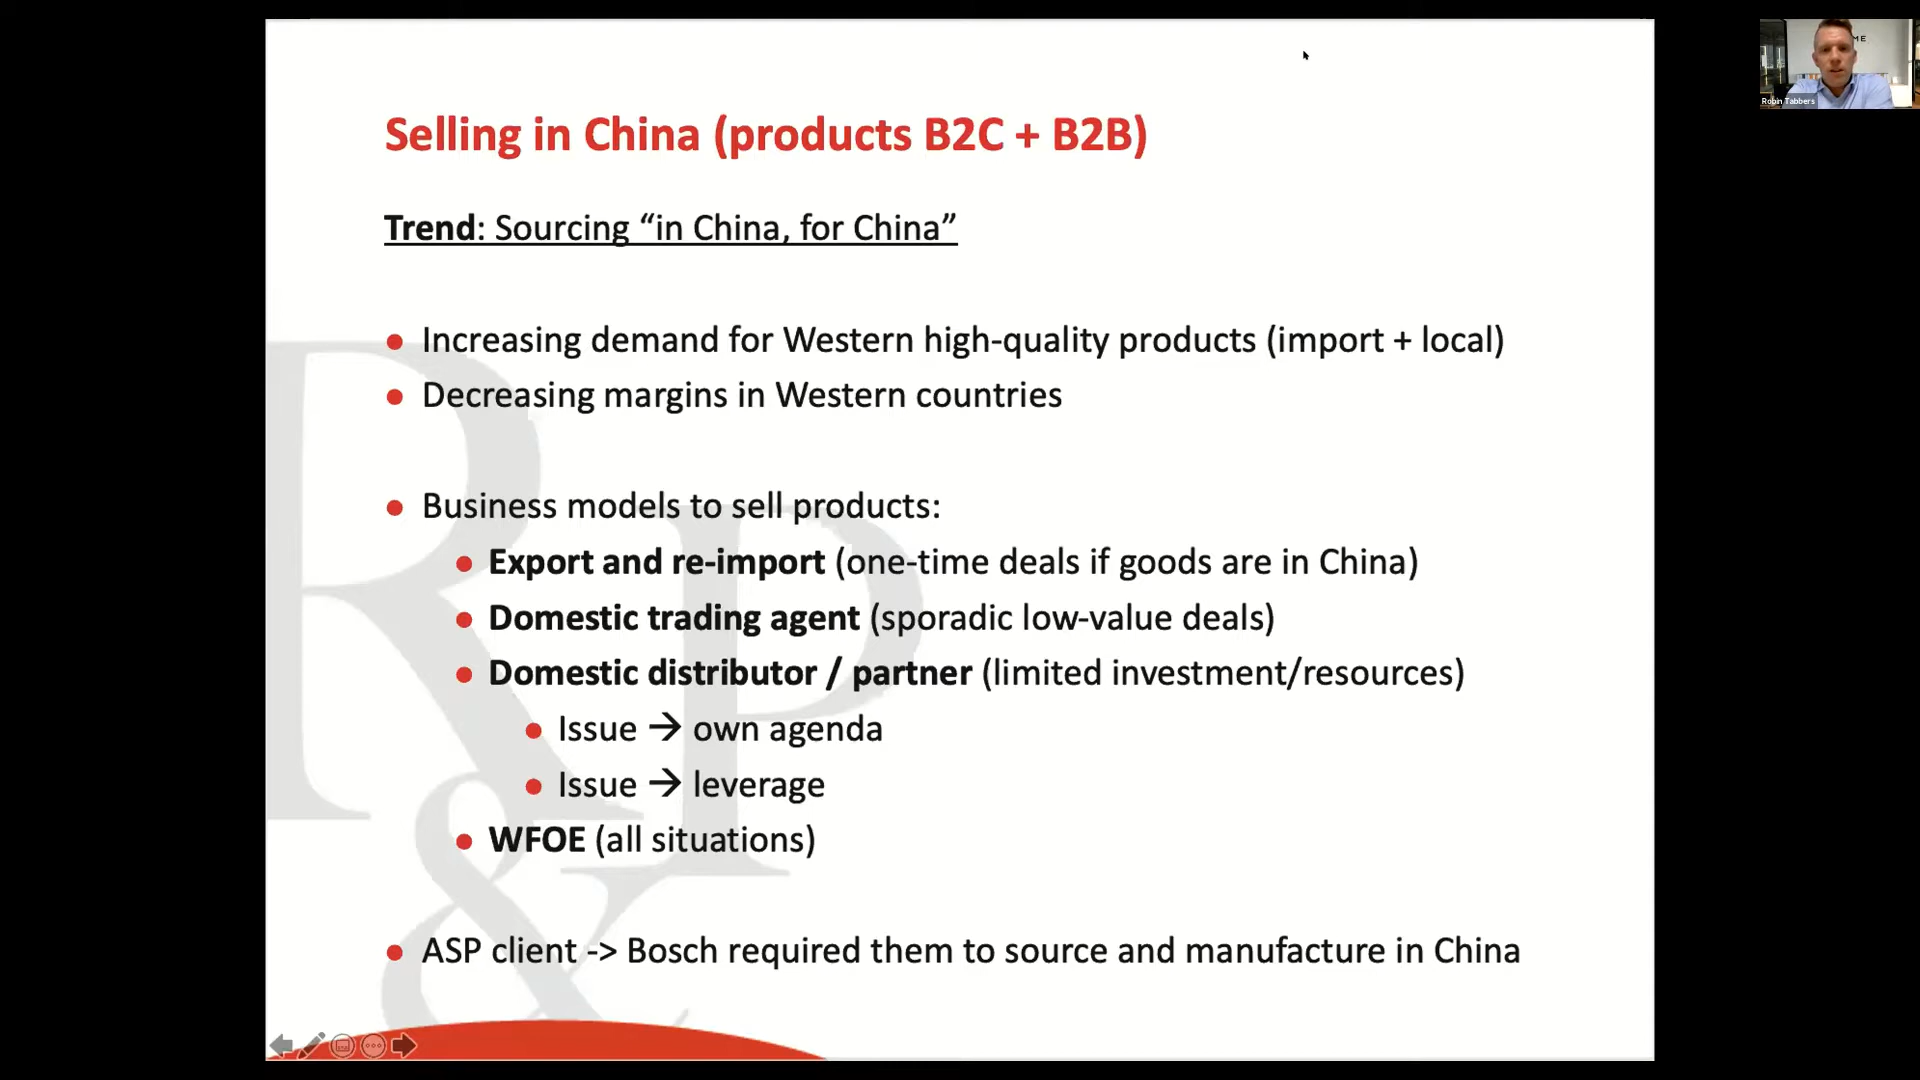 Selling in China (products B2C + B2B)
Trend: Sourcing “in China, for China”
● Increasing demand for Western high-quality products (import + local)
● Decreasing margins in Western countries
● Business models to sell products:
● Export and re-import (one-time deals if goods are in China)
● Domestic trading agent (sporadic low-value deals)
● Domestic distributor / partner (limited investment/resources)
● Issue → own agenda
● Issue → leverage
● WFOE (all situations)
● ASP client -> Bosch required them to source and manufacture in China
R&P
ME
Robin Tabbers